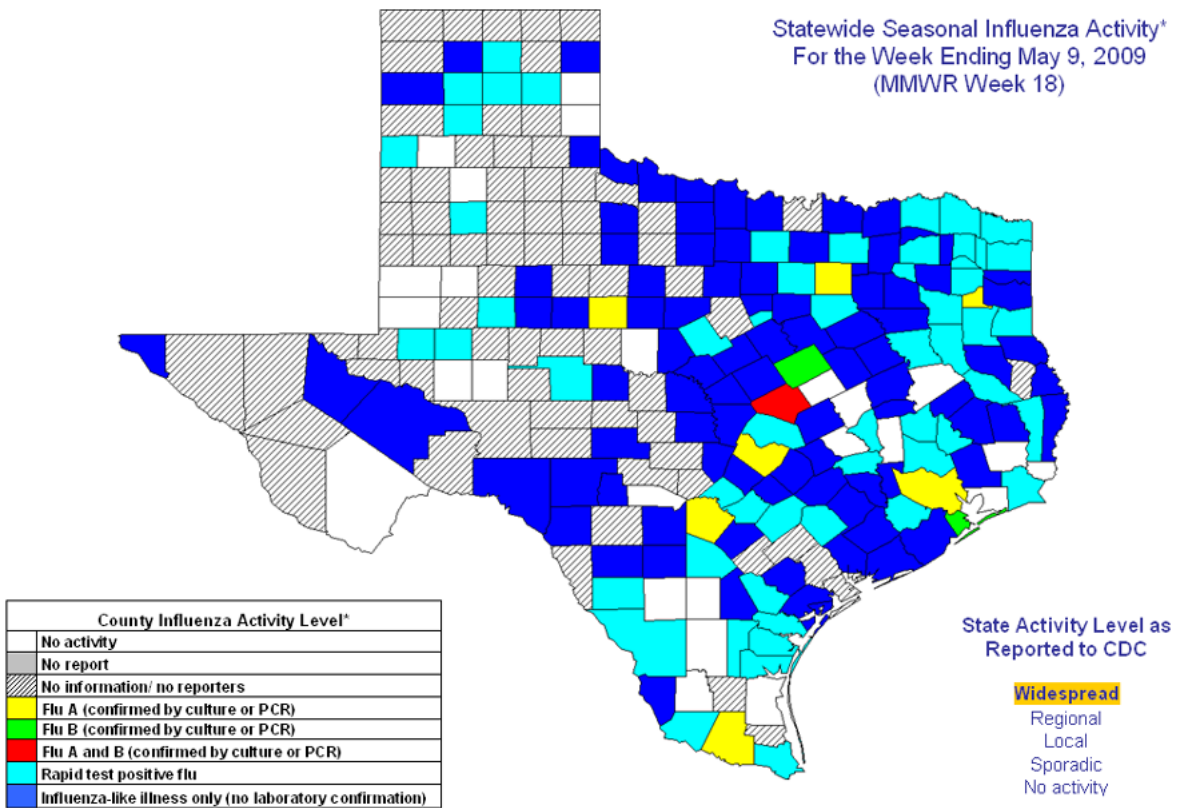 Statewide Seasonal Influenza Activity*
For the Week Ending May 9, 2009
(MMWR Week 18)
County Influenza Activity Level*
No activity
No report
No information/ no reporters
Flu A (confirmed by culture or PCR)
Flu B (confirmed by culture or PCR)
Flu A and B (confirmed by culture or PCR)
Rapid test positive flu
Influenza-like illness only (no laboratory confirmation)
State Activity Level as
Reported to CDC
Widespread
Regional
Local
Sporadic
No activity